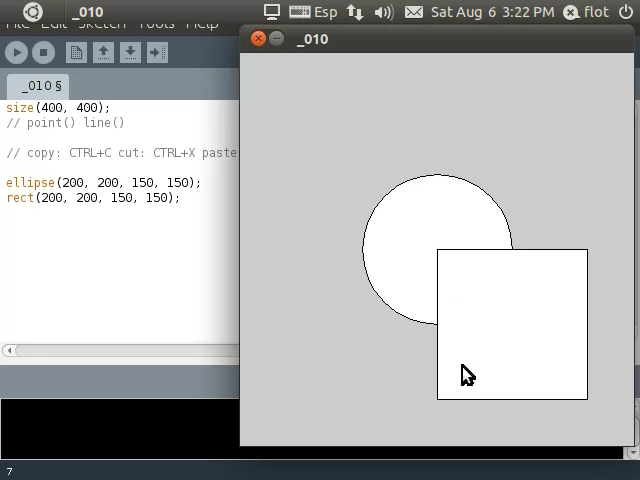 _010
Esp
Sat Aug 6 3:22 PM
flot
File Edit Sketch Tools Help
_010
_010 §
size(400, 400);
// point() line()
// copy: CTRL+C cut: CTRL+X paste
ellipse(200, 200, 150, 150);
rect(200, 200, 150, 150);
7